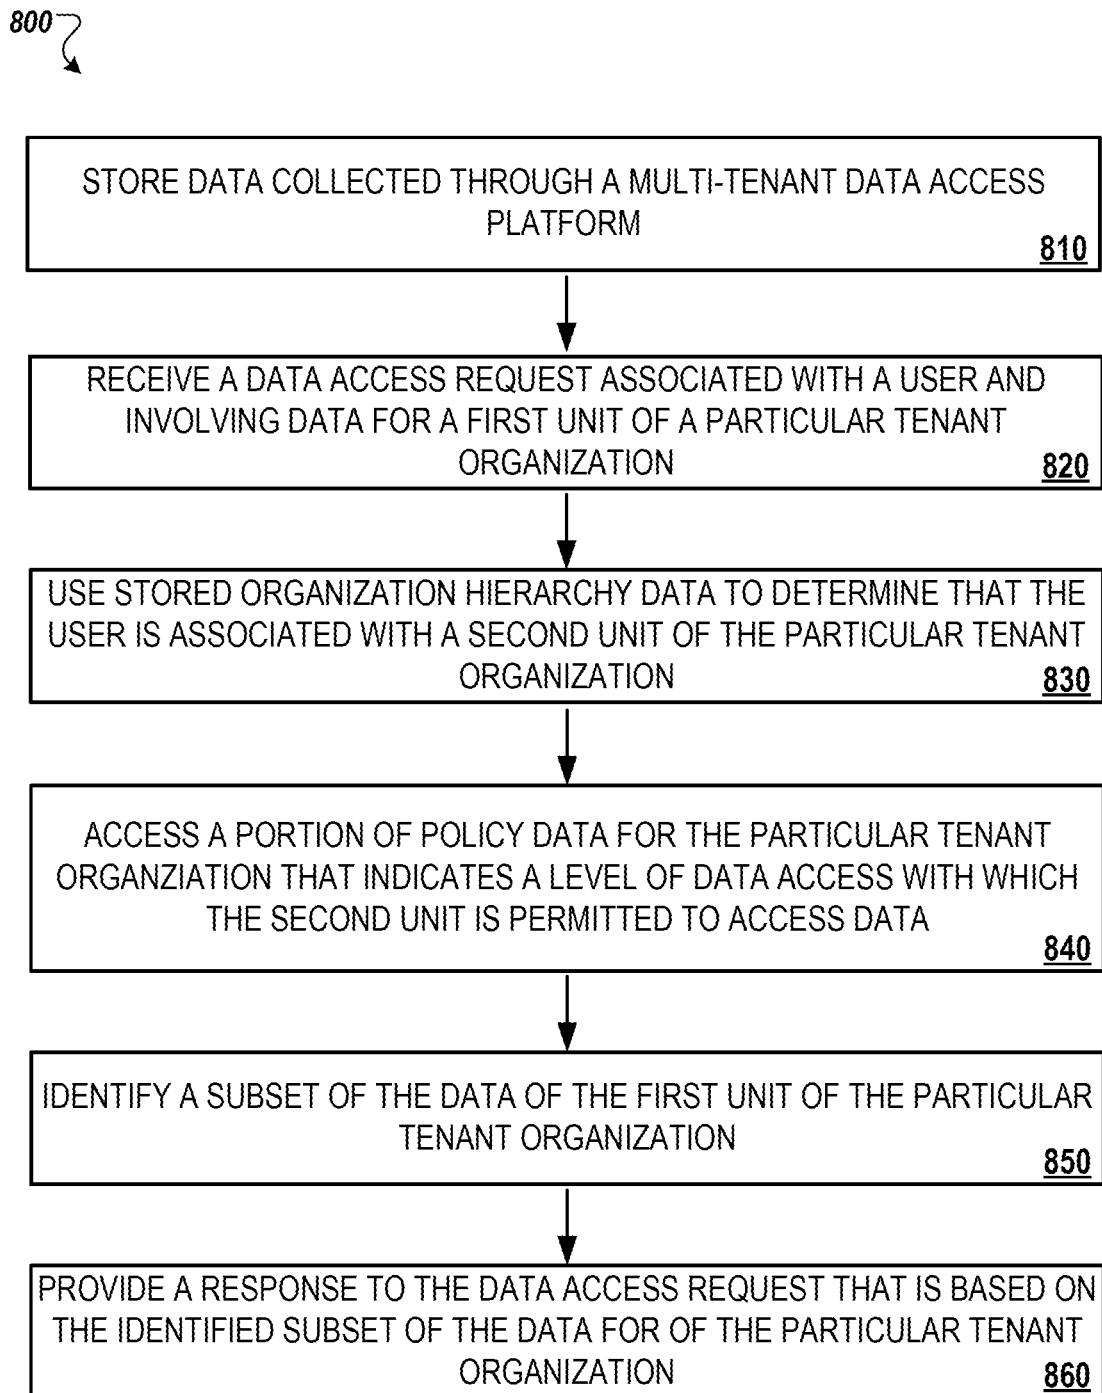 800
STORE DATA COLLECTED THROUGH A MULTI-TENANT DATA ACCESS
PLATFORM
810
RECEIVE A DATA ACCESS REQUEST ASSOCIATED WITH A USER AND
INVOLVING DATA FOR A FIRST UNIT OF A PARTICULAR TENANT
ORGANIZATION
820
USE STORED ORGANIZATION HIERARCHY DATA TO DETERMINE THAT THE
USER IS ASSOCIATED WITH A SECOND UNIT OF THE PARTICULAR TENANT
ORGANIZATION
830
ACCESS A PORTION OF POLICY DATA FOR THE PARTICULAR TENANT
ORGANZIATION THAT INDICATES A LEVEL OF DATA ACCESS WITH WHICH
THE SECOND UNIT IS PERMITTED TO ACCESS DATA
840
IDENTIFY A SUBSET OF THE DATA OF THE FIRST UNIT OF THE PARTICULAR
TENANT ORGANIZATION
850
PROVIDE A RESPONSE TO THE DATA ACCESS REQUEST THAT IS BASED ON
THE IDENTIFIED SUBSET OF THE DATA FOR OF THE PARTICULAR TENANT
ORGANIZATION
860